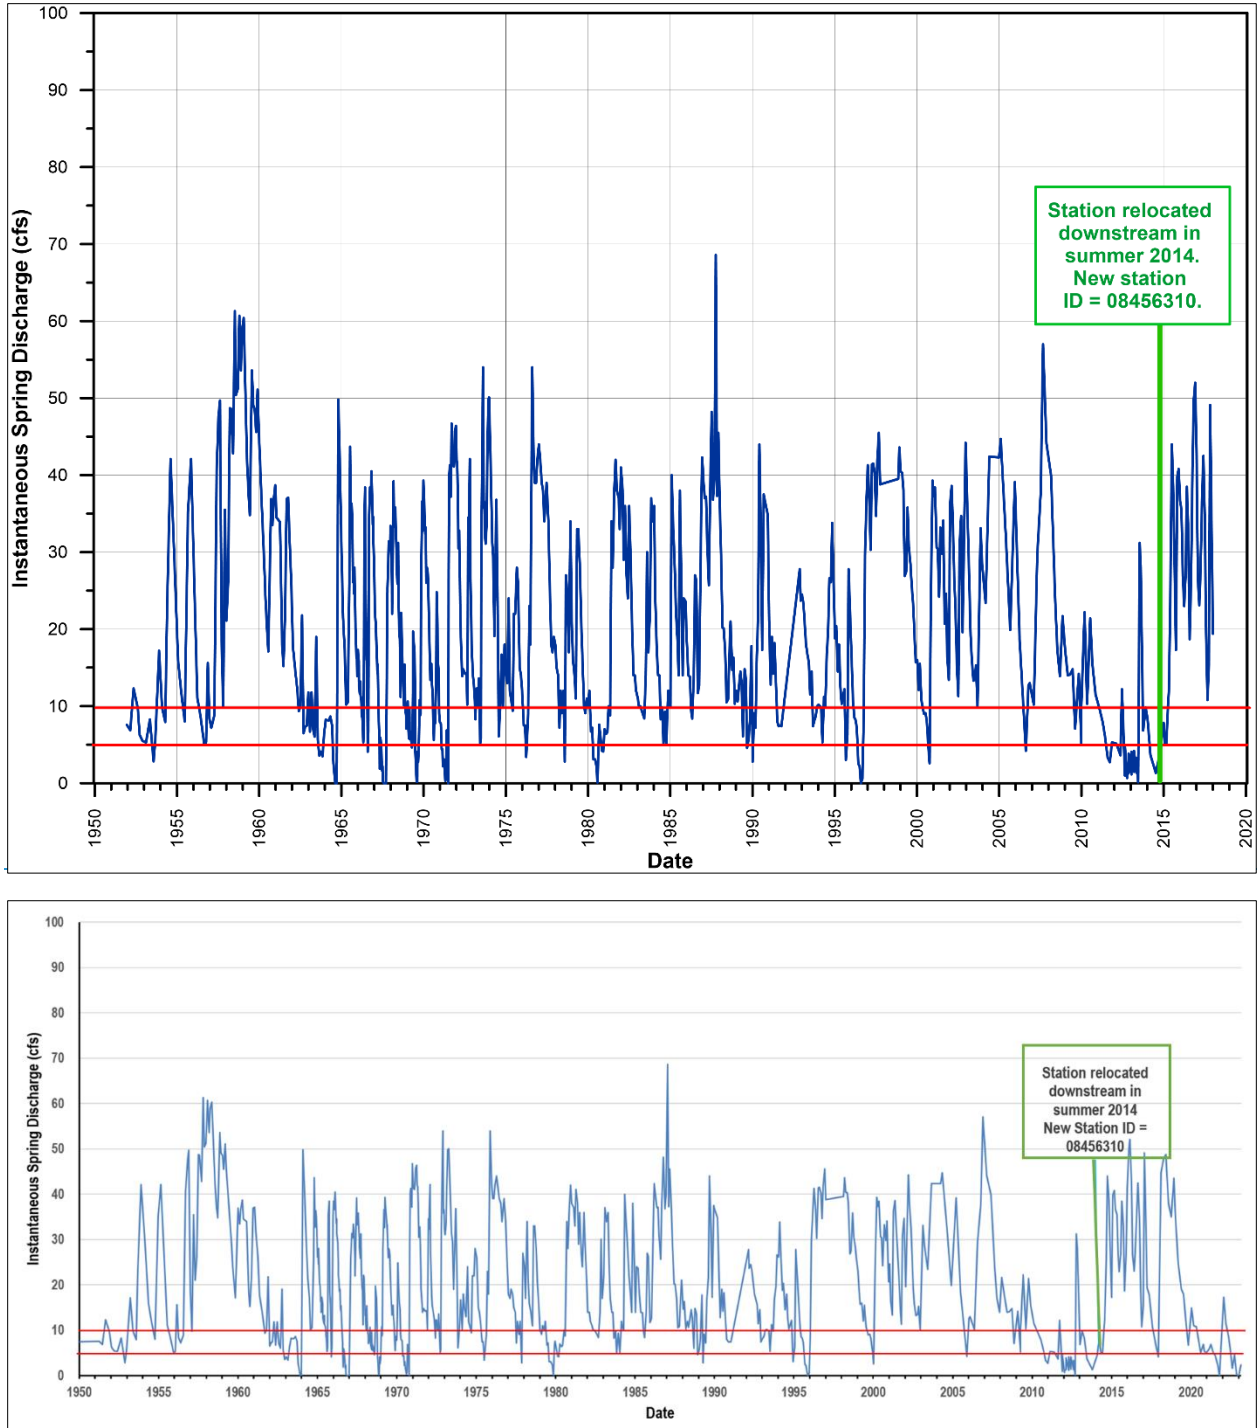 100
90
80
70
60
50
40
30
20
10
0
Instantaneous Spring Discharge (cfs)
Station relocated
downstream in
summer 2014.
New station
ID = 08456310.
1950
1955
1960
1965
1970
1975
1980
1985
1990
1995
2000
2005
2010
2015
2020
Date
100
90
80
70
60
50
40
30
20
10
0
Instantaneous Spring Discharge (cfs)
Station relocated
downstream in
summer 2014
New Station ID =
08456310
1950 1955 1960 1965 1970 1975 1980 1985 1990 1995 2000 2005 2010 2015 2020
Date